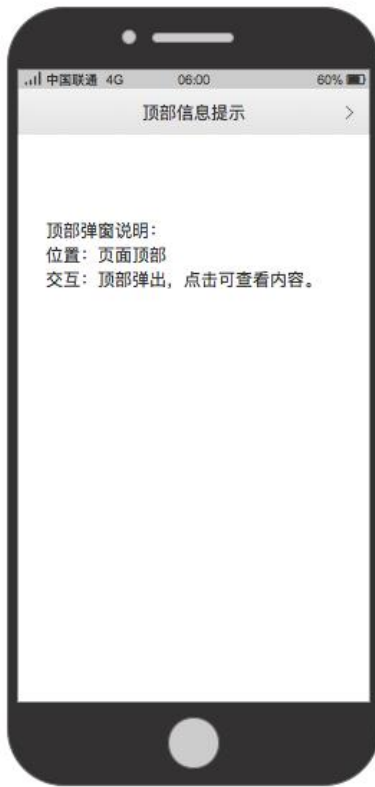 中国联通 4G 06:00 60%
顶部信息提示
顶部弹窗说明：
位置：页面顶部
交互：顶部弹出，点击可查看内容。